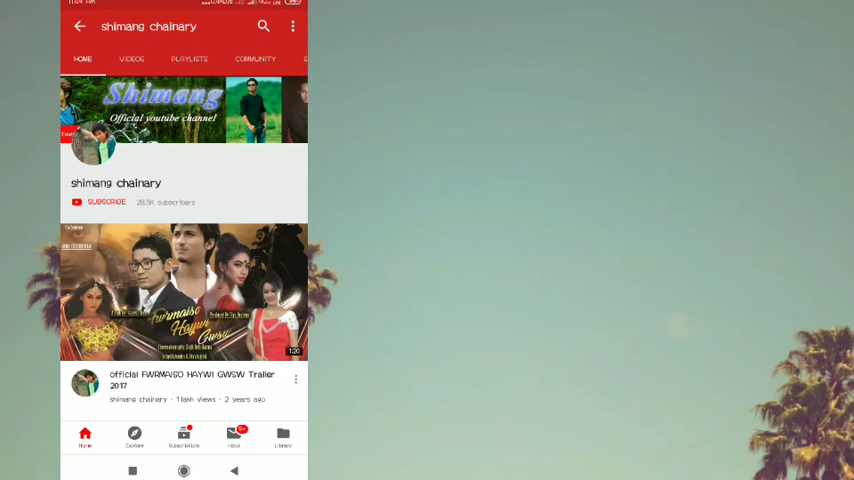 shimang chainary
HOME VIDEOS PLAYLISTS COMMUNITY
Shimang
Official youtube channel
shimang chainary
SUBSCRIBE 28.5K subscribers
Fwrmaiso
Haywi
Gwsw
1:20
official FWRMAISO HAYWI GWSW Trailer
2017
shimang chainary · 1 lakh views · 2 years ago
9+
Home Explore Subscriptions Inbox Library